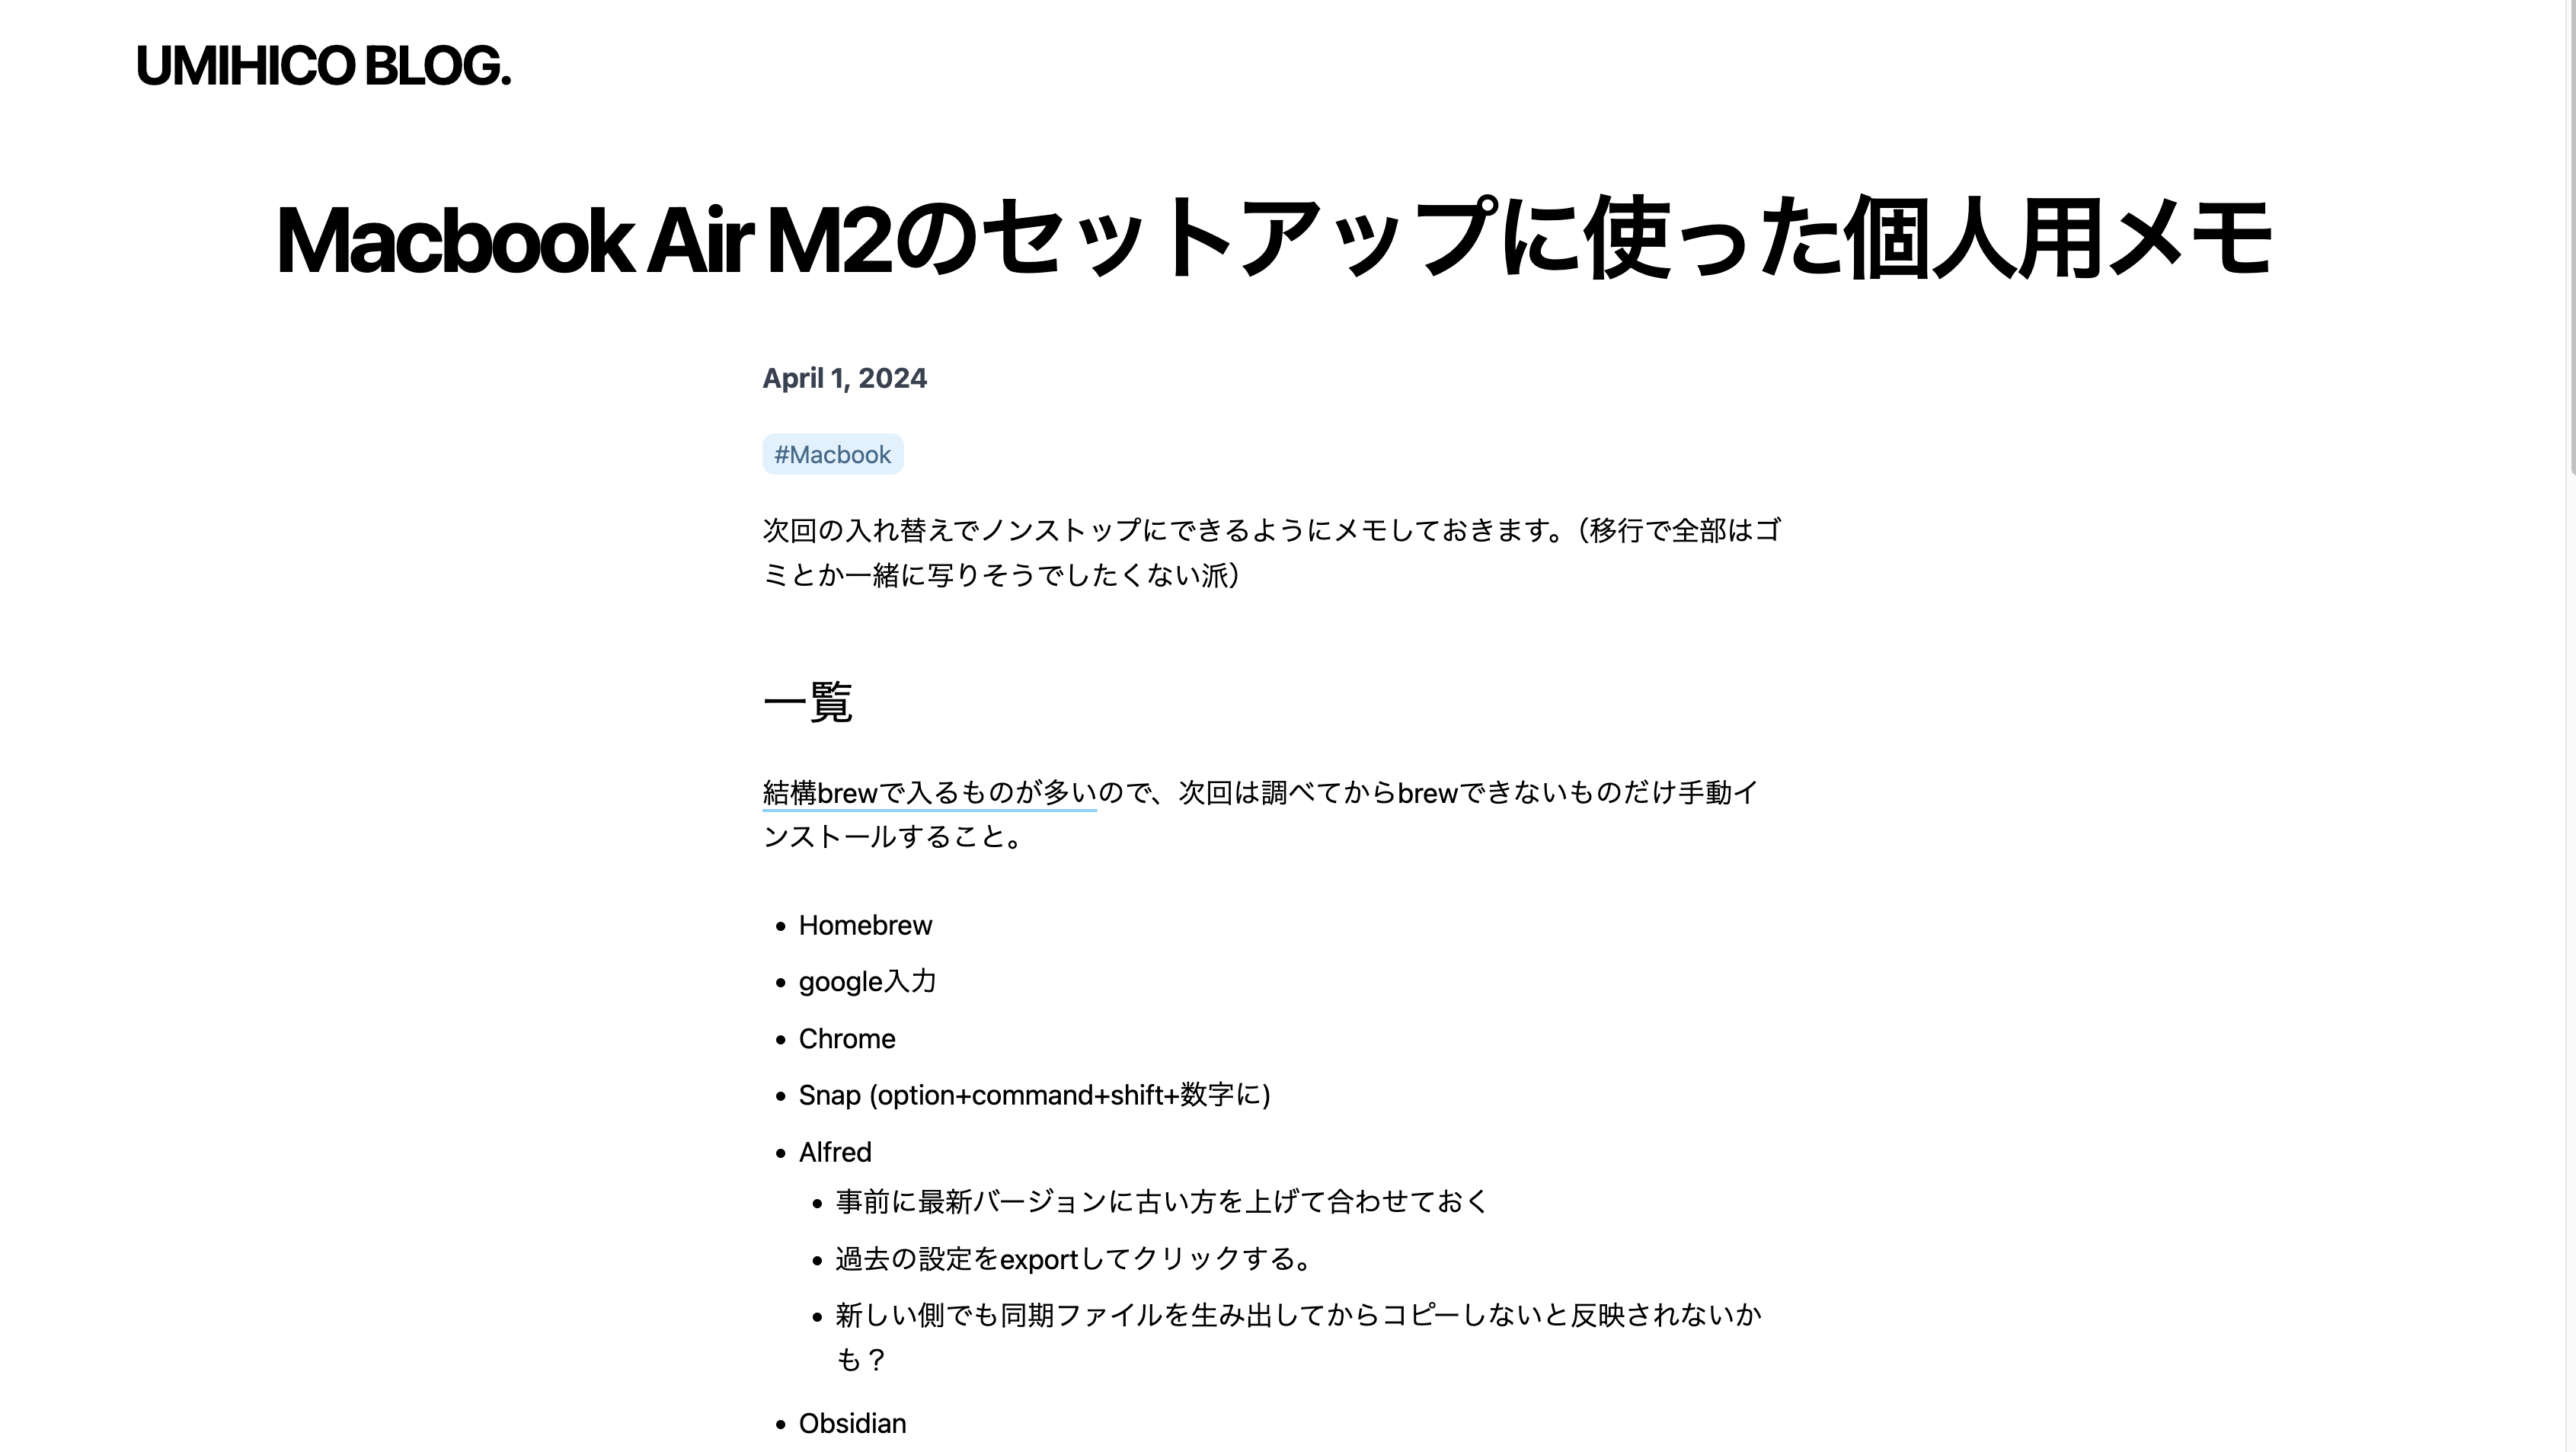 UMIHICO BLOG.
Macbook Air M2のセットアップに使った個人用メモ
April 1, 2024
#Macbook
次回の入れ替えでノンストップにできるようにメモしておきます。（移行で全部はゴ
ミとか一緒に写りそうでしたくない派）
一覧
結構brewで入るものが多いので、次回は調べてからbrewできないものだけ手動イ
ンストールすること。
• Homebrew
• google入力
• Chrome
• Snap (option+command+shift+数字に)
• Alfred
• 事前に最新バージョンに古い方を上げて合わせておく
• 過去の設定をexportしてクリックする。
• 新しい側でも同期ファイルを生み出してからコピーしないと反映されないか
も？
• Obsidian